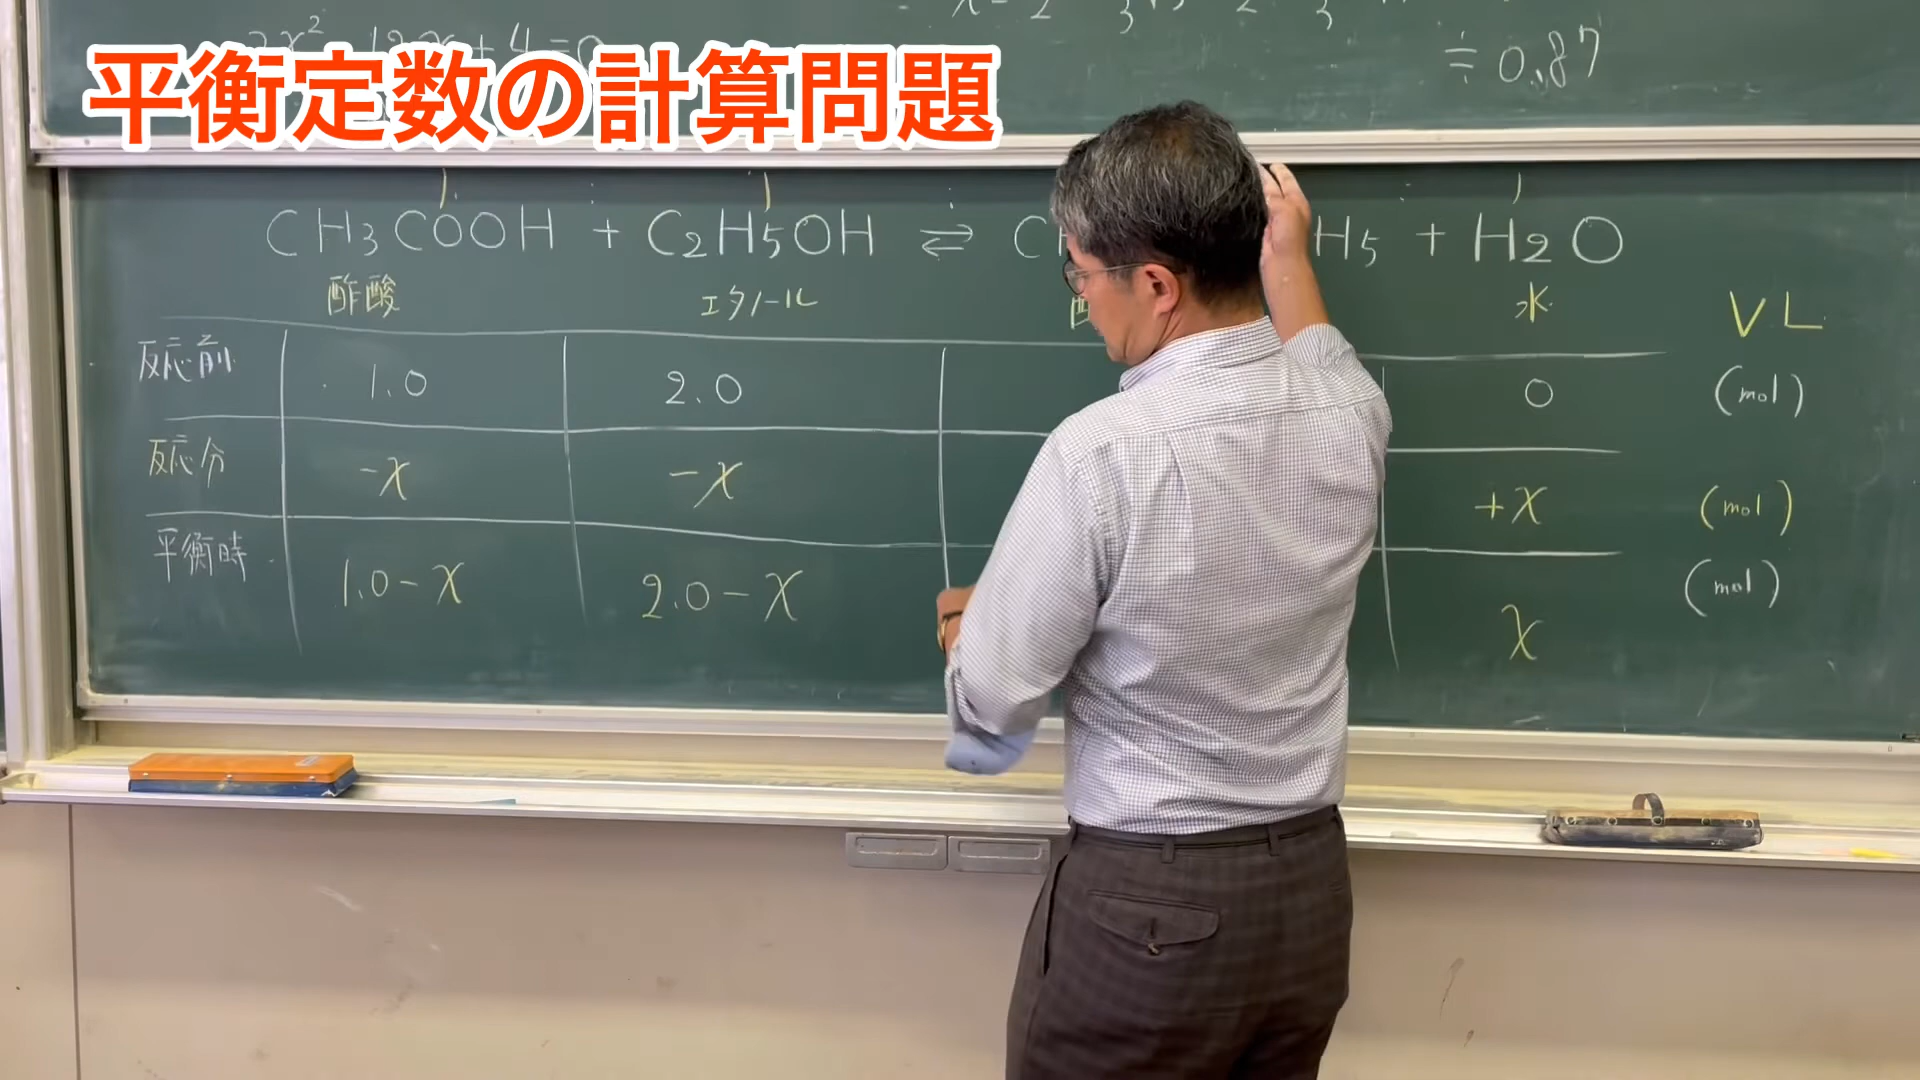 平衡定数の計算問題
≒ 0.87
CH3COOH + C2H5OH ⇄ C H5 + H2O
酢酸 エタノール 酢 水 VL
反応前 1.0 2.0 0 (mol)
反応分 -x -x +x (mol)
平衡時 1.0-x 2.0-x x (mol)